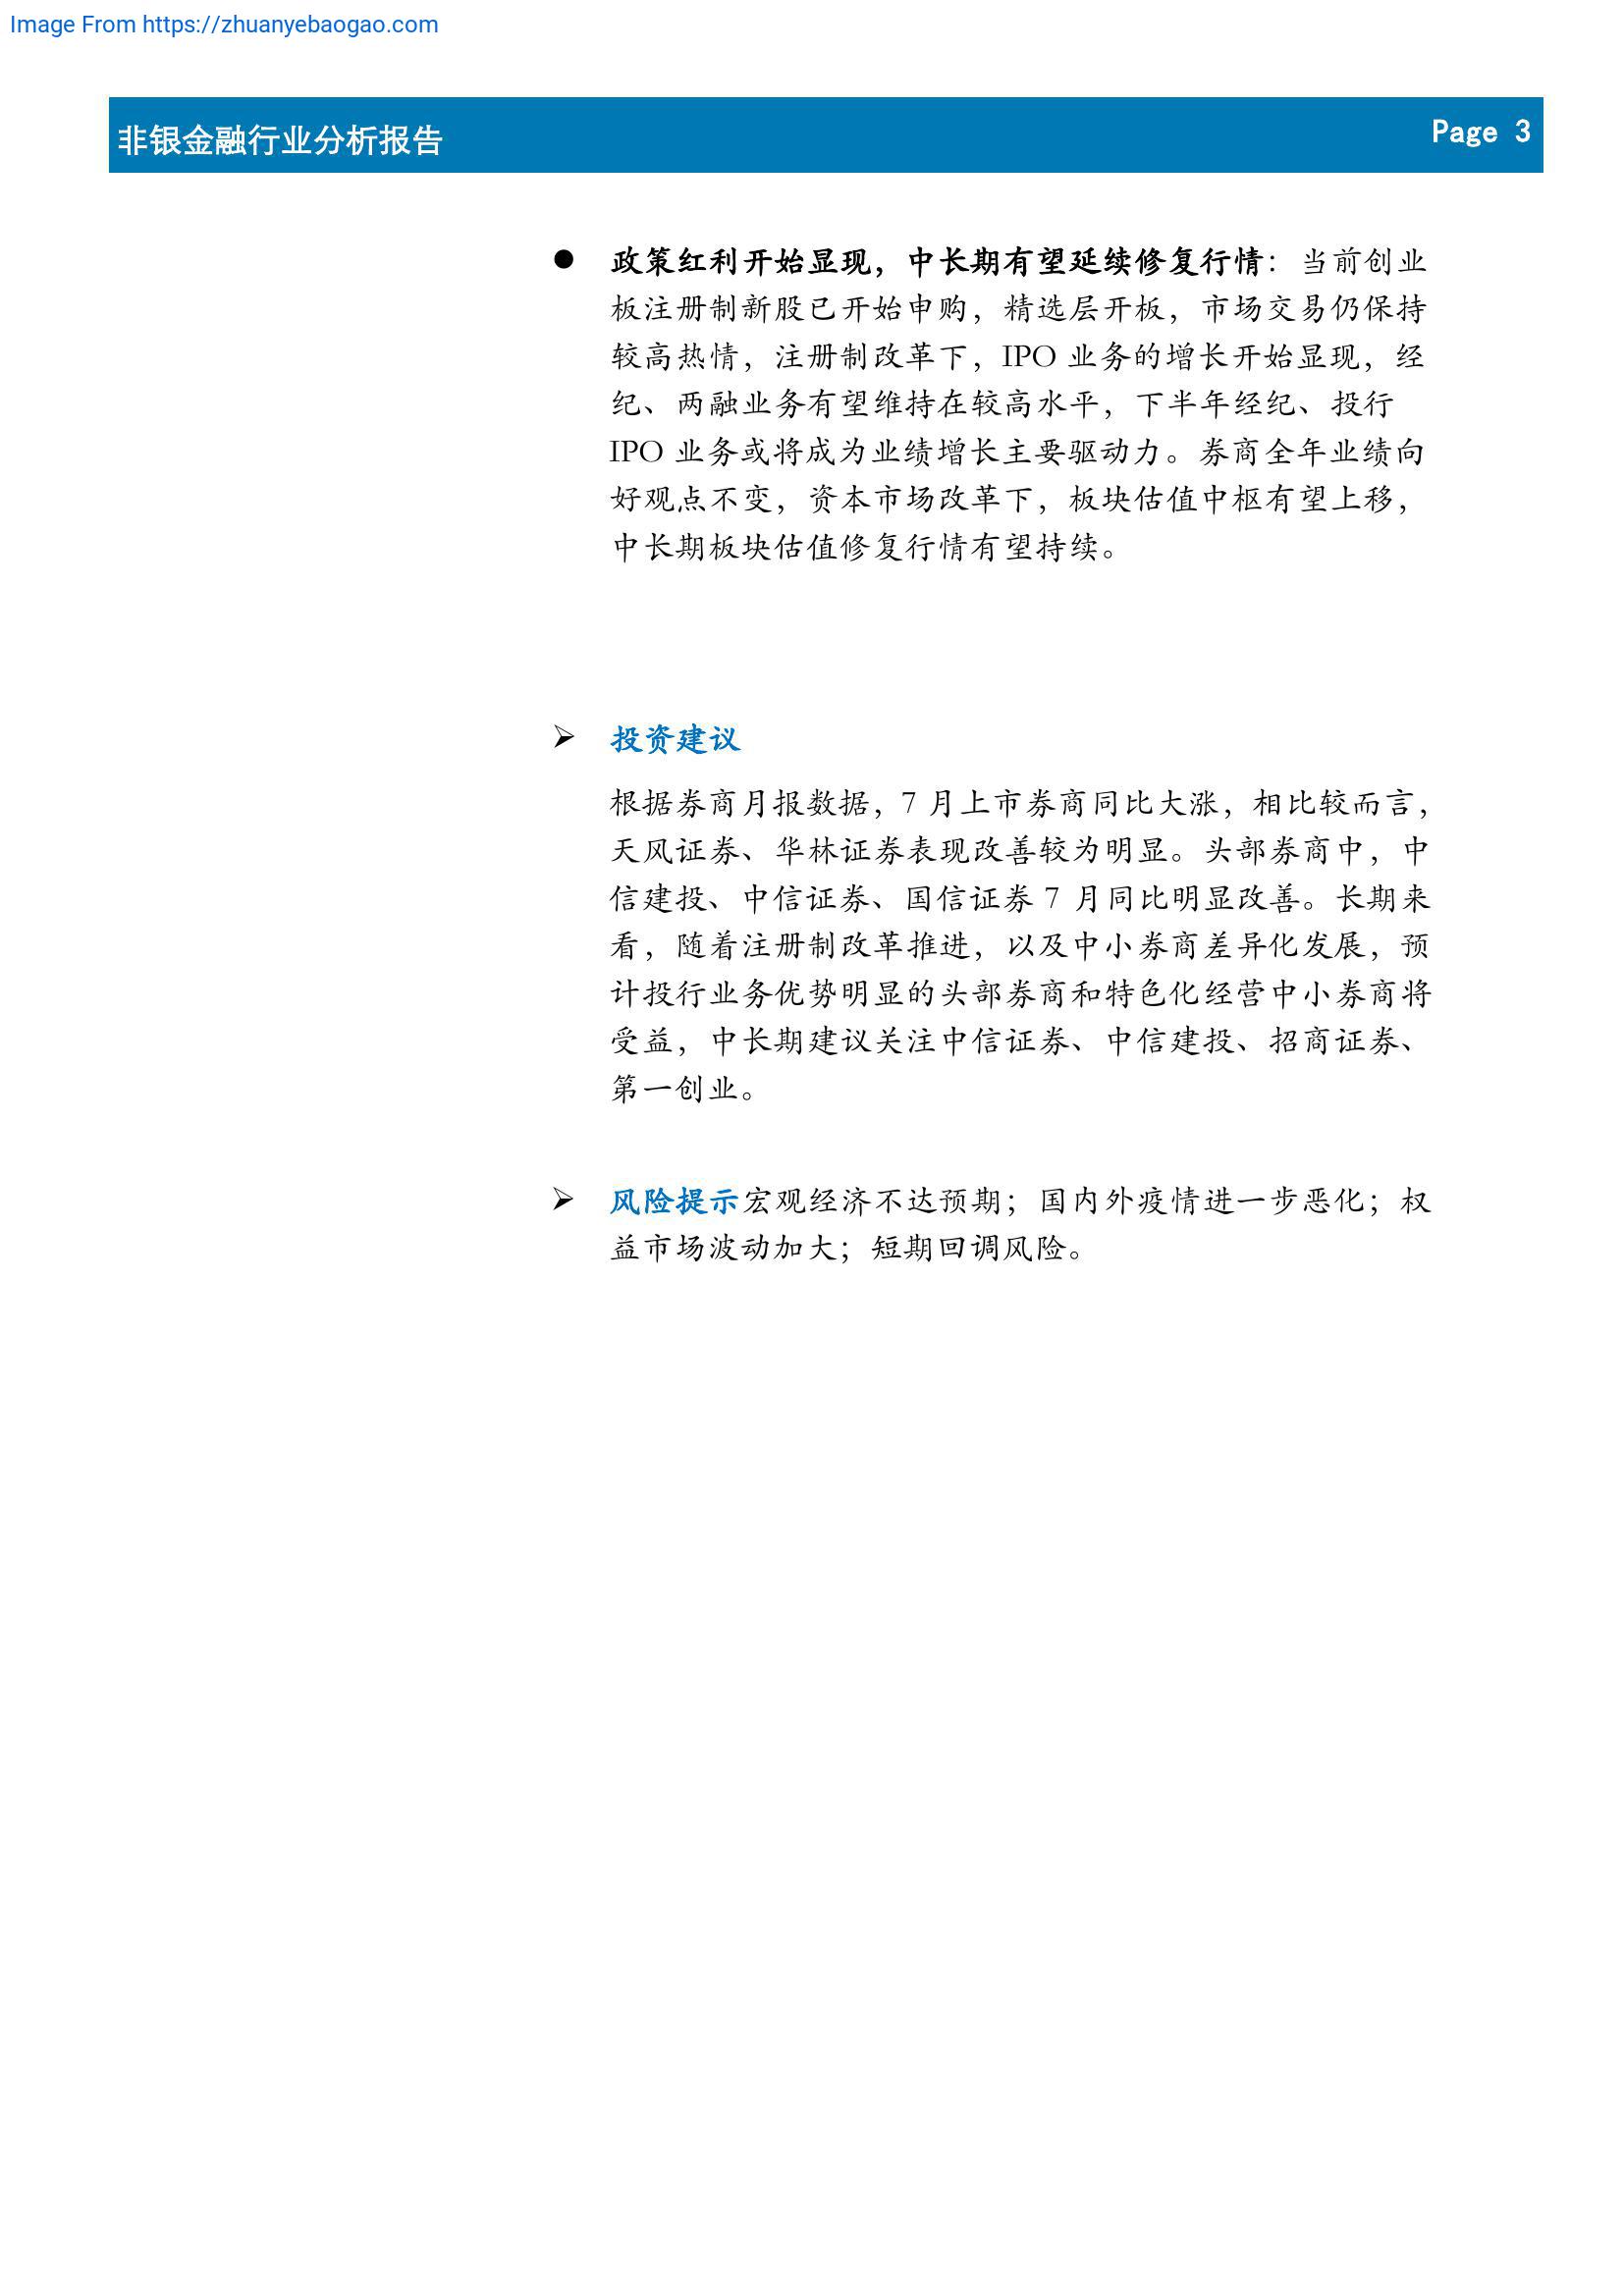 Image From https://zhuanyebaogao.com
非银金融行业分析报告
Page 3
● 政策红利开始显现，中长期有望延续修复行情：当前创业
板注册制新股已开始申购，精选层开板，市场交易仍保持
较高热情，注册制改革下，IPO 业务的增长开始显现，经
纪、两融业务有望维持在较高水平，下半年经纪、投行
IPO 业务或将成为业绩增长主要驱动力。券商全年业绩向
好观点不变，资本市场改革下，板块估值中枢有望上移，
中长期板块估值修复行情有望持续。
➢ 投资建议
根据券商月报数据，7 月上市券商同比大涨，相比较而言，
天风证券、华林证券表现改善较为明显。头部券商中，中
信建投、中信证券、国信证券 7 月同比明显改善。长期来
看，随着注册制改革推进，以及中小券商差异化发展，预
计投行业务优势明显的头部券商和特色化经营中小券商将
受益，中长期建议关注中信证券、中信建投、招商证券、
第一创业。
➢ 风险提示宏观经济不达预期；国内外疫情进一步恶化；权
益市场波动加大；短期回调风险。